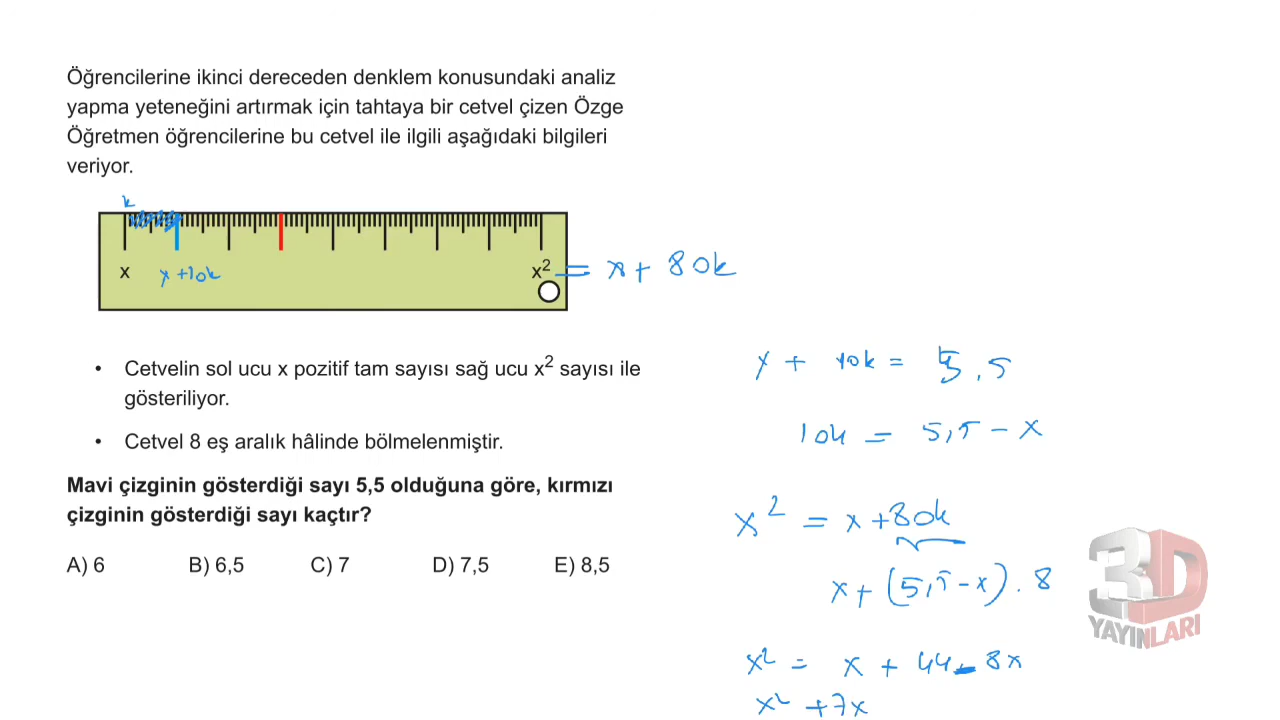 Öğrencilerine ikinci dereceden denklem konusundaki analiz
yapma yeteneğini artırmak için tahtaya bir cetvel çizen Özge
Öğretmen öğrencilerine bu cetvel ile ilgili aşağıdaki bilgileri
veriyor.
k
x x + 10k x² = x + 80k
• Cetvelin sol ucu x pozitif tam sayısı sağ ucu x² sayısı ile
gösteriliyor.
• Cetvel 8 eş aralık hâlinde bölmelenmiştir.
Mavi çizginin gösterdiği sayı 5,5 olduğuna göre, kırmızı
çizginin gösterdiği sayı kaçtır?
A) 6 B) 6,5 C) 7 D) 7,5 E) 8,5
x + 10k = 5,5
10k = 5,5 - x
x² = x + 80k
x + (5,5 - x) . 8
x² = x + 44 - 8x
x² + 7x
3D
YAYINLARI